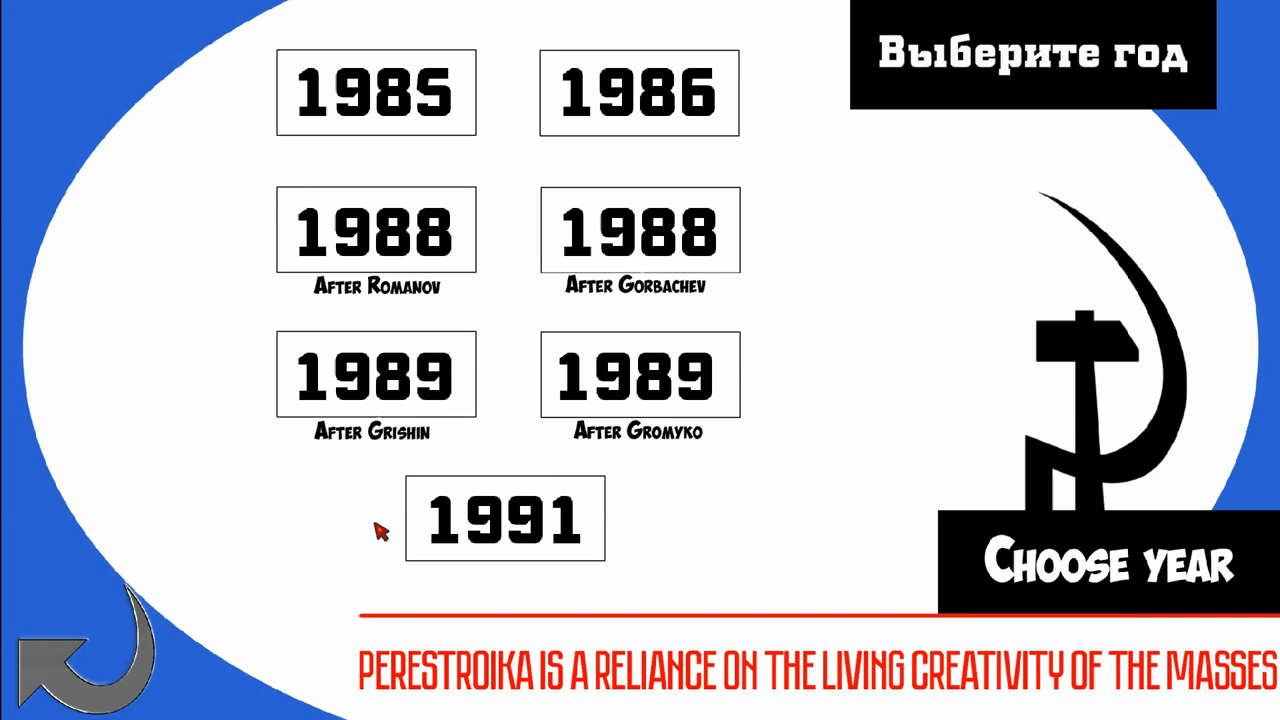 Выберите год
1985
1986
1988
After Romanov
1988
After Gorbachev
1989
After Grishin
1989
After Gromyko
1991
Choose year
PERESTROIKA IS A RELIANCE ON THE LIVING CREATIVITY OF THE MASSES